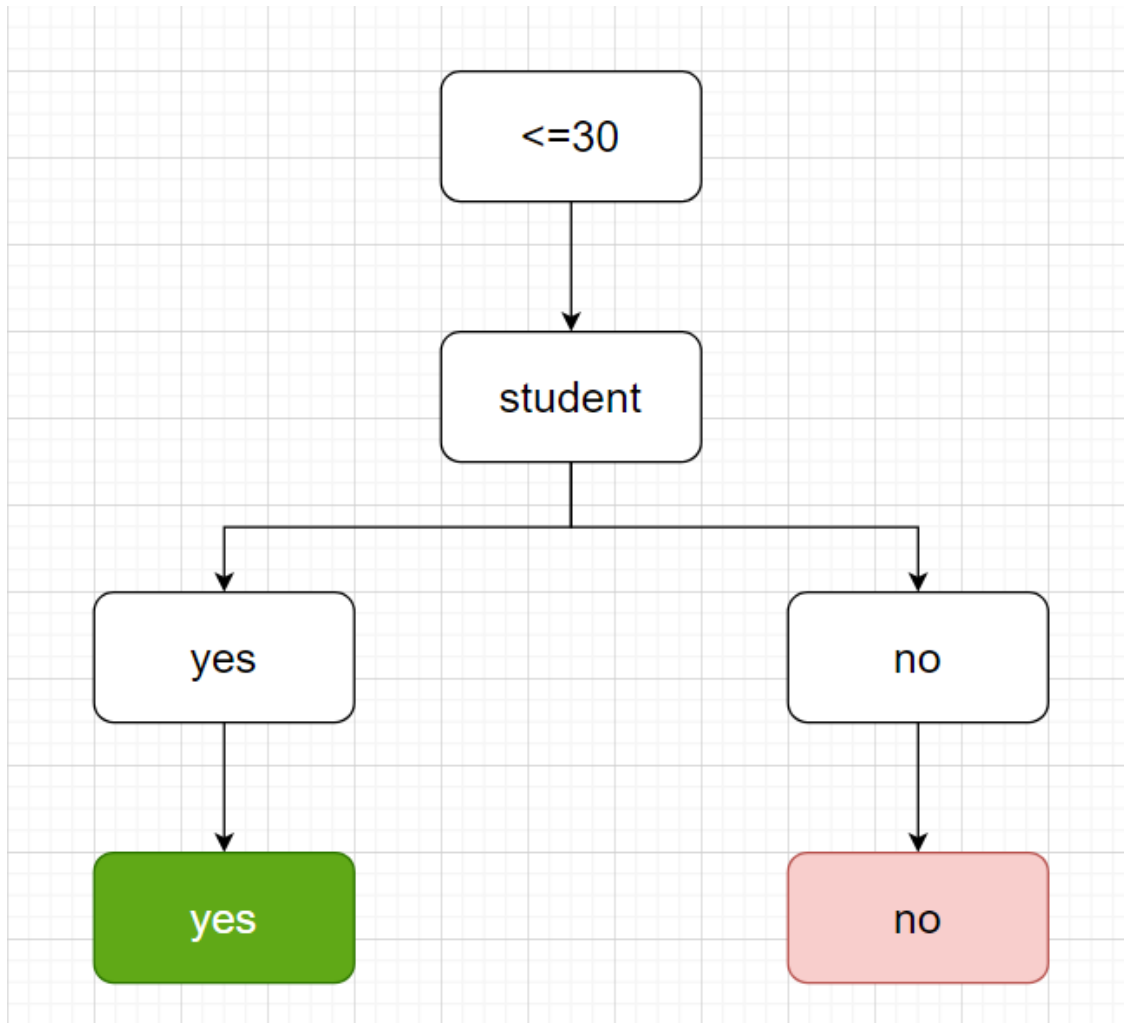 <=30
student
yes
no
yes
no